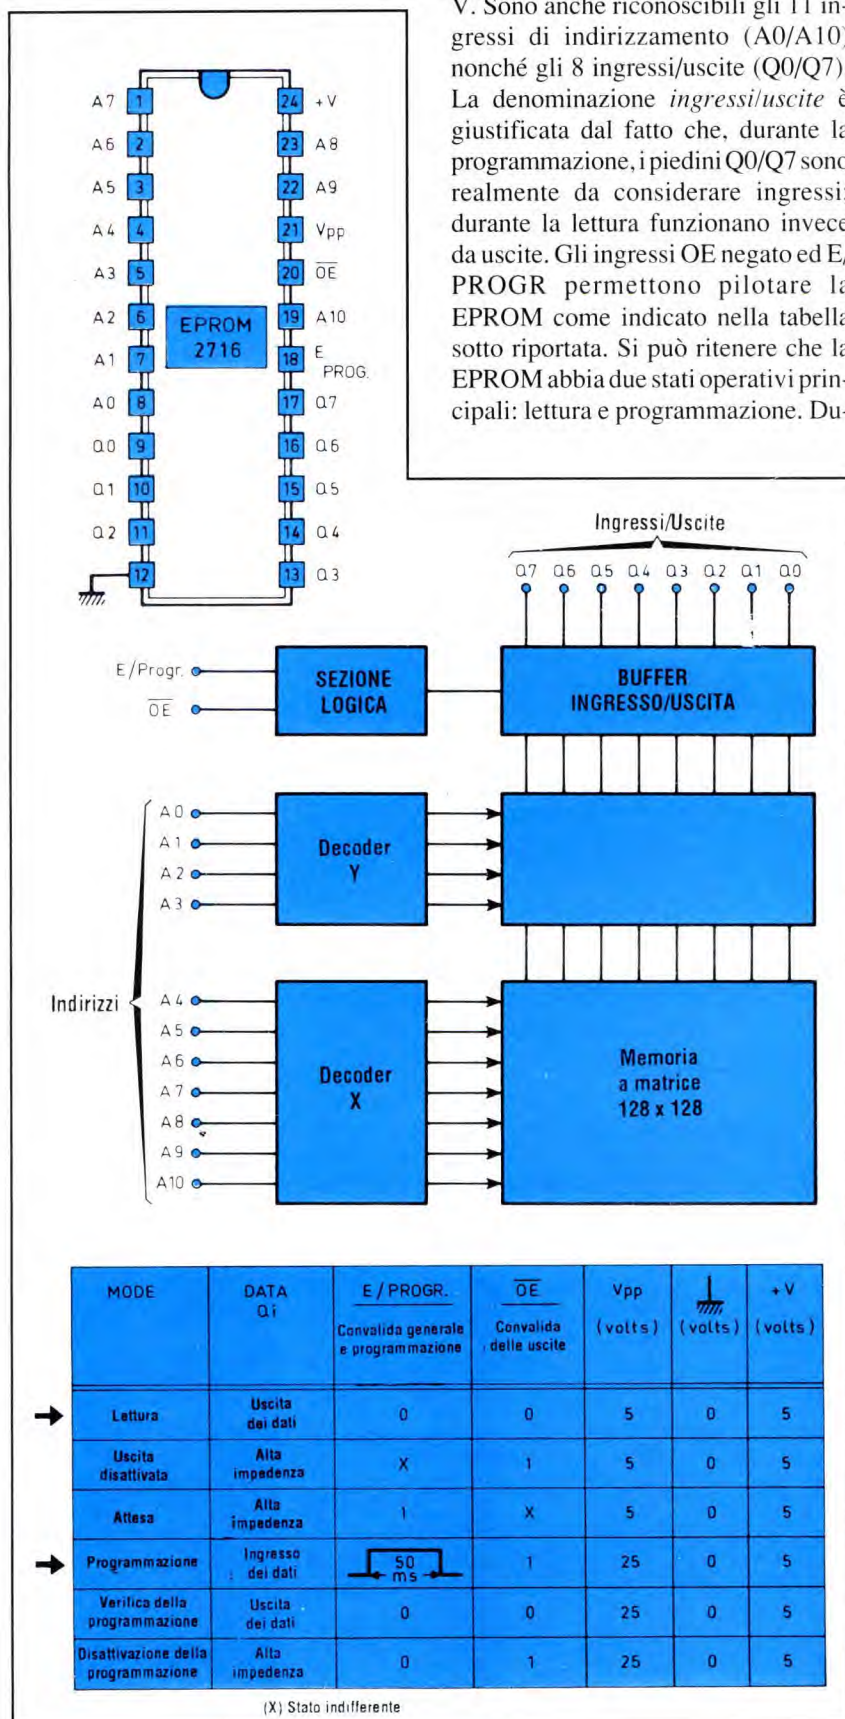 V. Sono anche riconoscibili gli 11 in-
gressi di indirizzamento (A0/A10)
nonché gli 8 ingressi/uscite (Q0/Q7)
La denominazione ingressi/uscite è
giustificata dal fatto che, durante la
programmazione, i piedini Q0/Q7 sono
realmente da considerare ingressi;
durante la lettura funzionano invece
da uscite. Gli ingressi OE negato ed E/
PROGR permettono pilotare la
EPROM come indicato nella tabella
sotto riportata. Si può ritenere che la
EPROM abbia due stati operativi prin-
cipali: lettura e programmazione. Du-
A7 1 24 +V
A6 2 23 A8
A5 3 22 A9
A4 4 21 Vpp
A3 5 20 O̅E̅
A2 6 19 A10
EPROM
2716
A1 7 18 E
PROG.
A0 8 17 Q7
Q0 9 16 Q6
Q1 10 15 Q5
Q2 11 14 Q4
12 13 Q3
Ingressi/Uscite
Q7 Q6 Q5 Q4 Q3 Q2 Q1 Q0
E/Progr.
O̅E̅
SEZIONE
LOGICA
BUFFER
INGRESSO/USCITA
Indirizzi
A0
A1
A2
A3
Decoder
Y
A4
A5
A6
A7
A8
A9
A10
Decoder
X
Memoria
a matrice
128 x 128
MODE DATA Qi E/PROGR. Convalida generale e programmazione O̅E̅ Convalida delle uscite Vpp (volts) (volts) +V (volts)
Lettura Uscita dei dati 0 0 5 0 5
Uscita disattivata Alta impedenza X 1 5 0 5
Attesa Alta impedenza 1 X 5 0 5
Programmazione Ingresso dei dati 50 ms 1 25 0 5
Verifica della programmazione Uscita dei dati 0 0 25 0 5
Disattivazione della programmazione Alta impedenza 0 1 25 0 5
(X) Stato indifferente